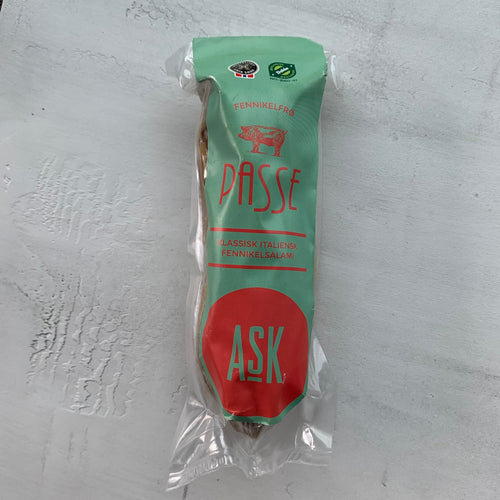 FENNIKELFRØ
PASSE
KLASSISK ITALIENSK
FENNIKELSALAMI
ASK